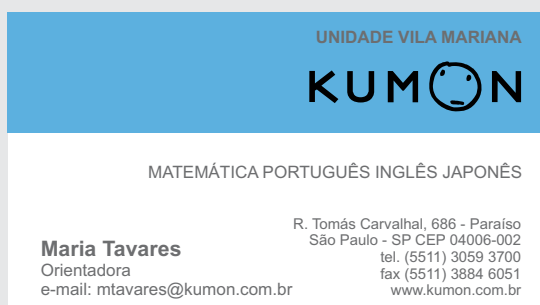 UNIDADE VILA MARIANA
KUMON
MATEMÁTICA PORTUGUÊS INGLÊS JAPONÊS
R. Tomás Carvalhal, 686 - Paraíso
São Paulo - SP CEP 04006-002
tel. (5511) 3059 3700
fax (5511) 3884 6051
www.kumon.com.br
Maria Tavares
Orientadora
e-mail: mtavares@kumon.com.br